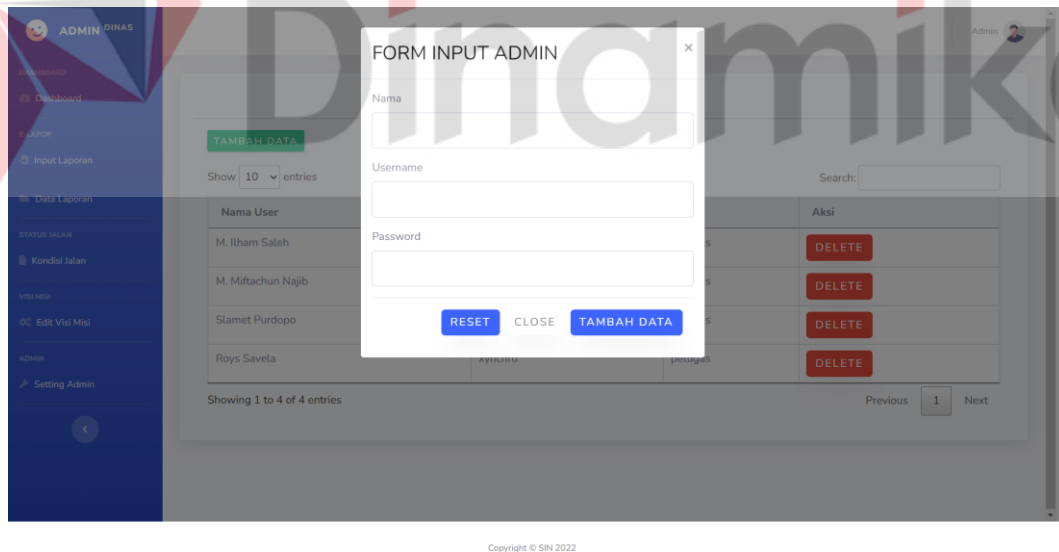 Dinamik
ADMIN DINAS
Admin
DASHBOARD
Dashboard
E-LAPOR
Input Laporan
Data Laporan
STATUS JALAN
Kondisi Jalan
VISI MISI
Edit Visi Misi
ADMIN
Setting Admin
FORM INPUT ADMIN
×
Nama
Username
Password
RESET CLOSE TAMBAH DATA
TAMBAH DATA
Show 10 entries
Search:
Nama User Aksi
M. Ilham Saleh DELETE
M. Miftachun Najib DELETE
Slamet Purdopo DELETE
Roys Savela xynchro petugas DELETE
Showing 1 to 4 of 4 entries
Previous 1 Next
Copyright © SIN 2022